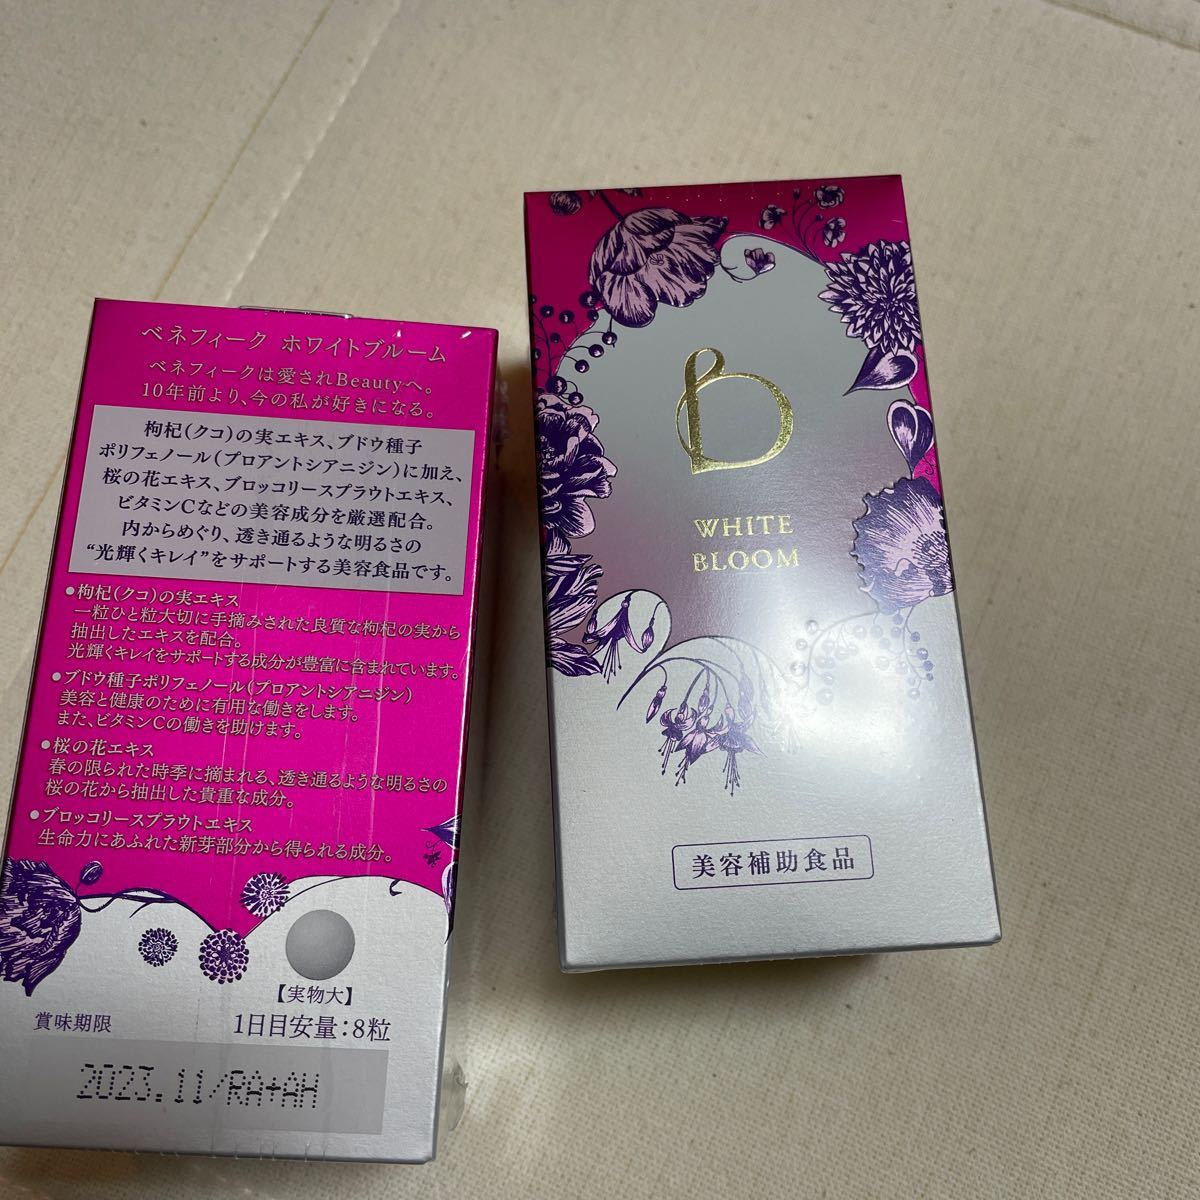 ベネフィーク ホワイトブルーム
ベネフィークは愛されBeautyへ。
10年前より、今の私が好きになる。
枸杞(クコ)の実エキス、ブドウ種子
ポリフェノール(プロアントシアニジン)に加え、
桜の花エキス、ブロッコリースプラウトエキス、
ビタミンCなどの美容成分を厳選配合。
内からめぐり、透き通るような明るさの
“光輝くキレイ”をサポートする美容食品です。
●枸杞(クコ)の実エキス
一粒ひと粒大切に手摘みされた良質な枸杞の実から
抽出したエキスを配合。
光輝くキレイをサポートする成分が豊富に含まれています。
●ブドウ種子ポリフェノール(プロアントシアニジン)
美容と健康のために有用な働きをします。
また、ビタミンCの働きを助けます。
●桜の花エキス
春の限られた時季に摘まれる、透き通るような明るさの
桜の花から抽出した貴重な成分。
●ブロッコリースプラウトエキス
生命力にあふれた新芽部分から得られる成分。
【実物大】
賞味期限
1日目安量：8粒
2023.11/RA+AH
b
WHITE
BLOOM
美容補助食品